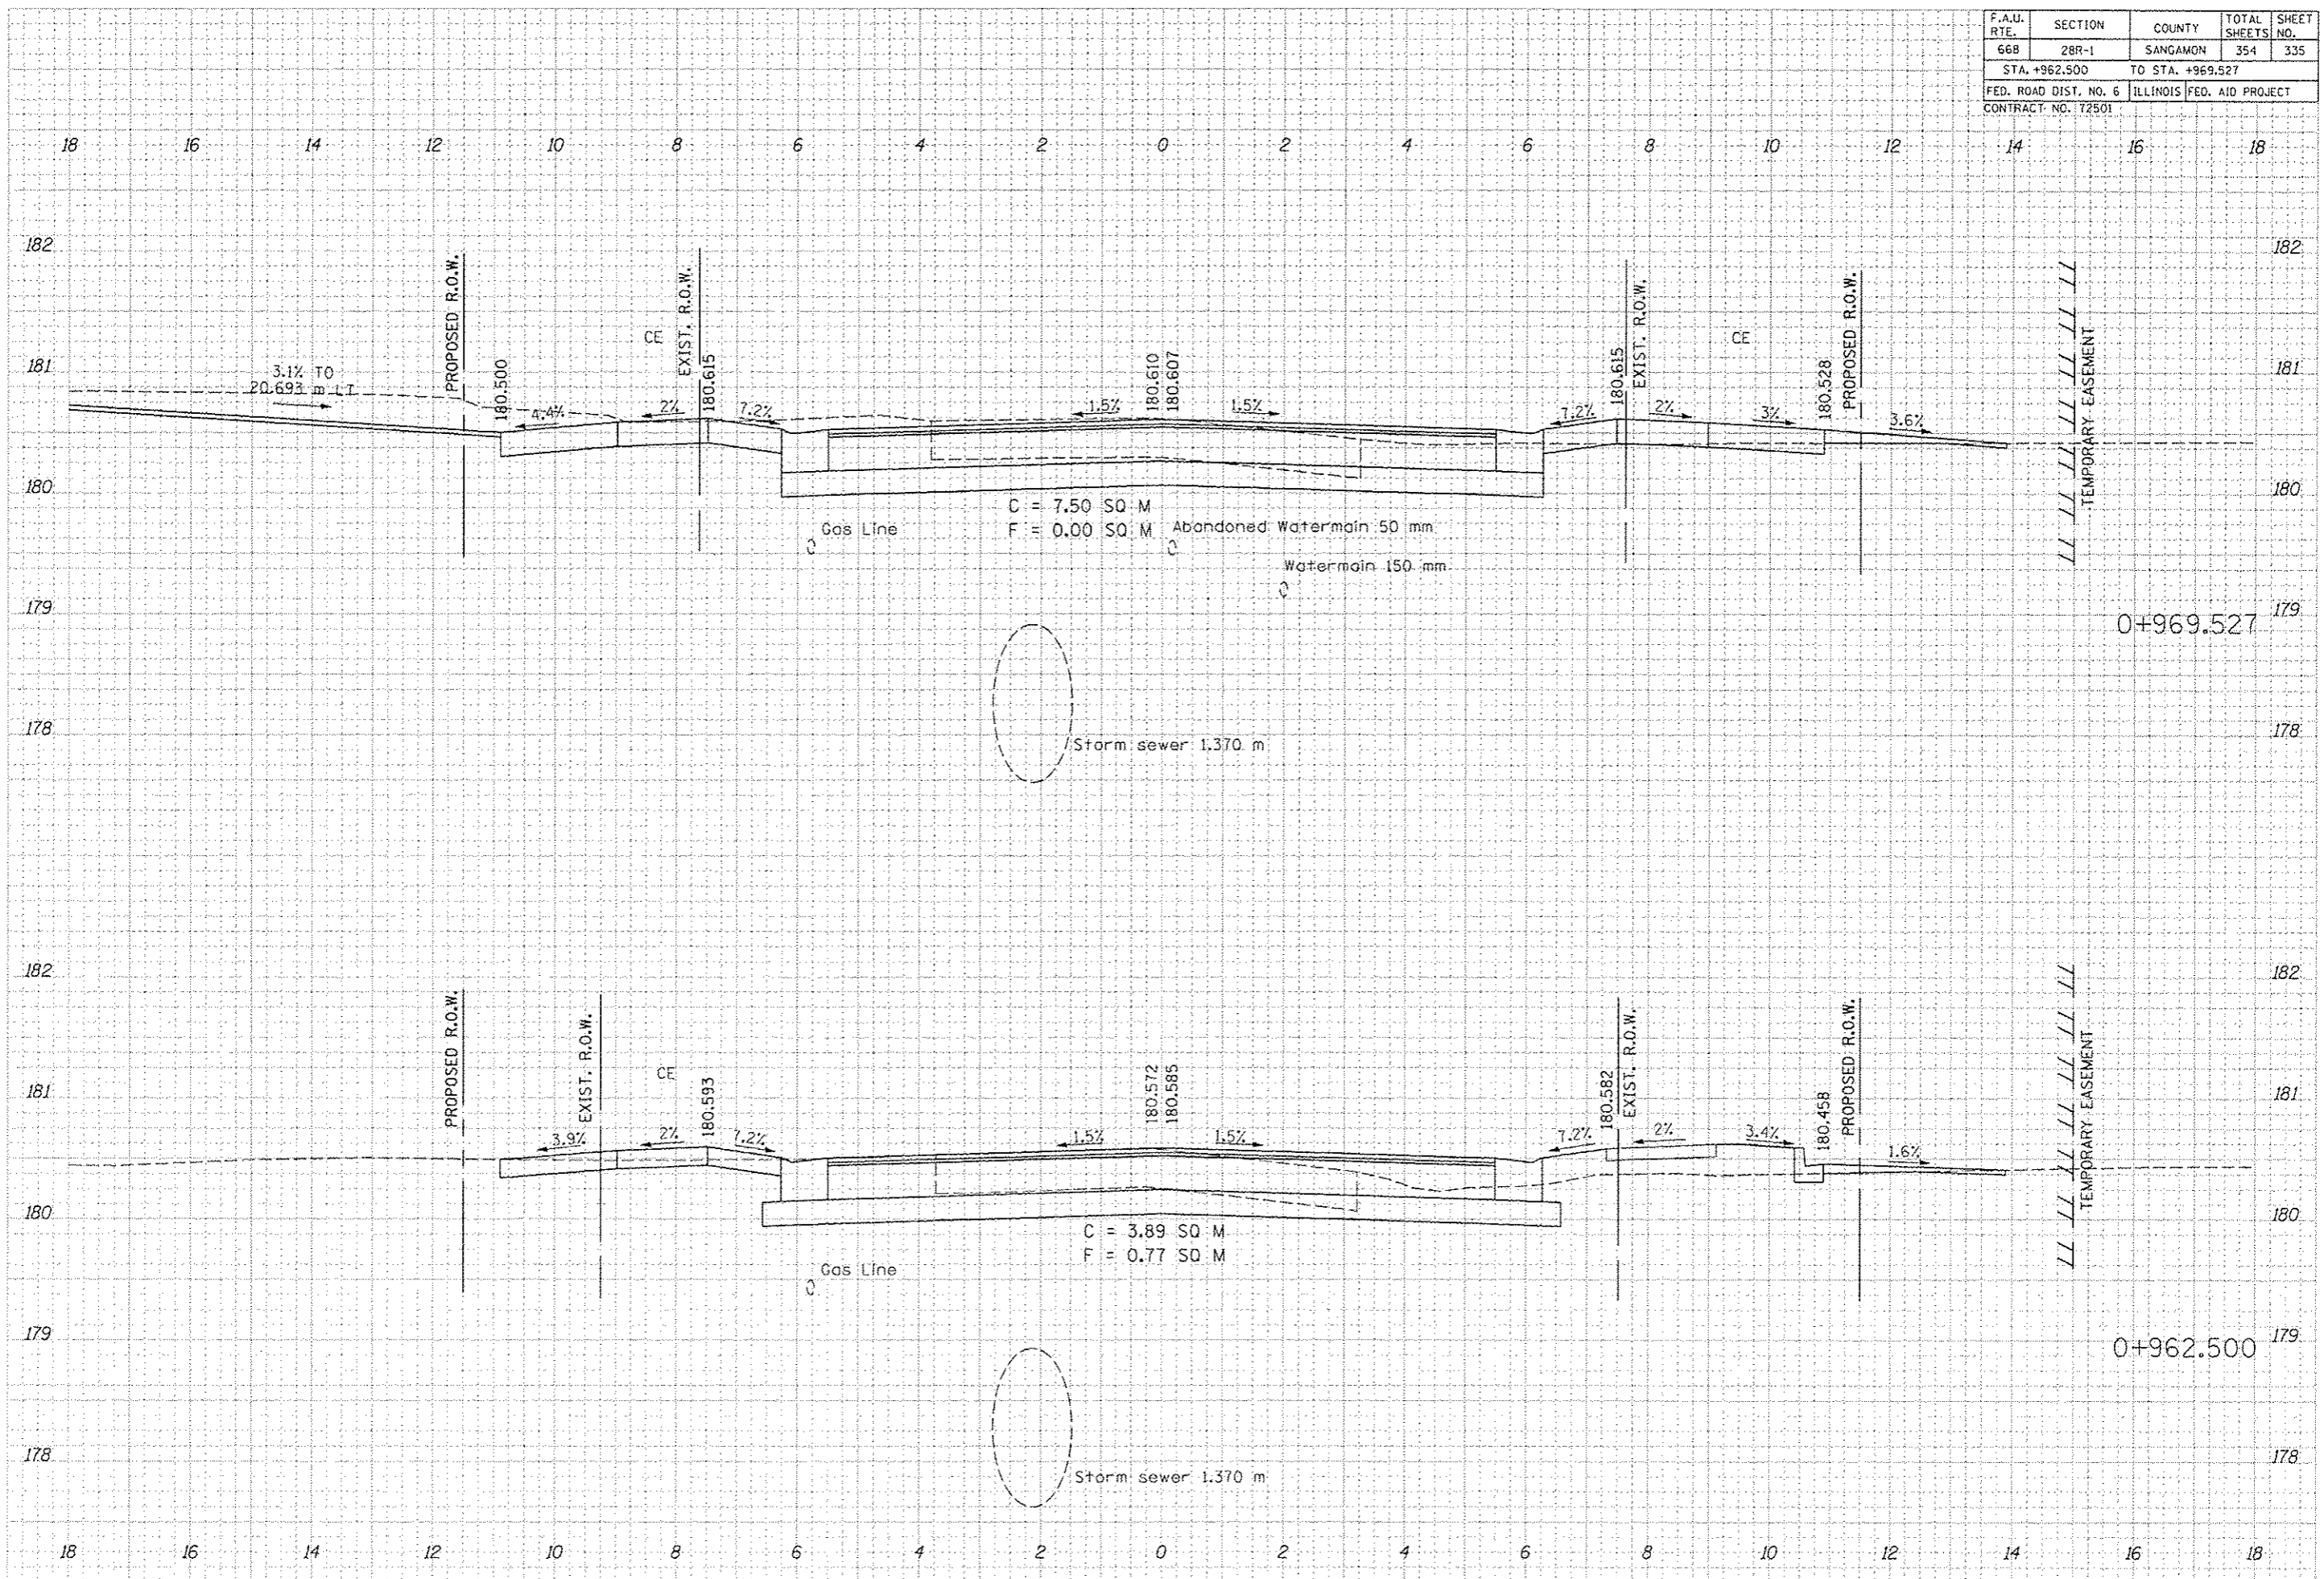 F.A.U. RTE. SECTION COUNTY TOTAL SHEETS SHEET NO.
668 28R-1 SANGAMON 354 335
STA. +962.500 TO STA. +969.527
FED. ROAD DIST. NO. 6 ILLINOIS FED. AID PROJECT
CONTRACT NO. 72501
18 16 14 12 10 8 6 4 2 0 2 4 6 8 10 12 14 16 18
182 182
PROPOSED R.O.W.
EXIST. R.O.W.
CE
EXIST. R.O.W.
CE
PROPOSED R.O.W.
TEMPORARY EASEMENT
181 181
3.1% TO
20.693 m LT
180.500
180.615
180.610
180.607
180.615
180.528
4.4% 2% 7.2% 1.5% 1.5% 7.2% 2% 3% 3.6%
180 180
C = 7.50 SQ M
F = 0.00 SQ M
Gas Line
Abandoned Watermain 50 mm
Watermain 150 mm
179 179
0+969.527
178 178
Storm sewer 1.370 m
182 182
PROPOSED R.O.W.
EXIST. R.O.W.
CE
EXIST. R.O.W.
PROPOSED R.O.W.
TEMPORARY EASEMENT
181 181
180.593
180.572
180.585
180.582
180.458
3.9% 2% 7.2% 1.5% 1.5% 7.2% 2% 3.4% 1.6%
180 180
C = 3.89 SQ M
F = 0.77 SQ M
Gas Line
179 179
0+962.500
178 178
Storm sewer 1.370 m
18 16 14 12 10 8 6 4 2 0 2 4 6 8 10 12 14 16 18